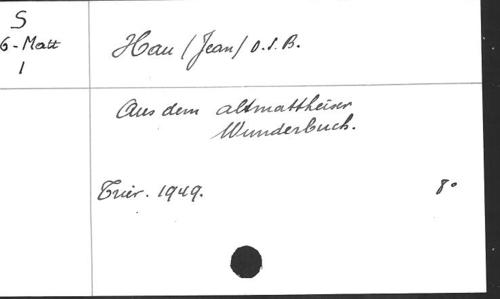 S
6-Matt
1
Hau (Jean) O.S.B.
Aus dem altmattheiser
Wunderbuch.
Trier. 1949. 8°